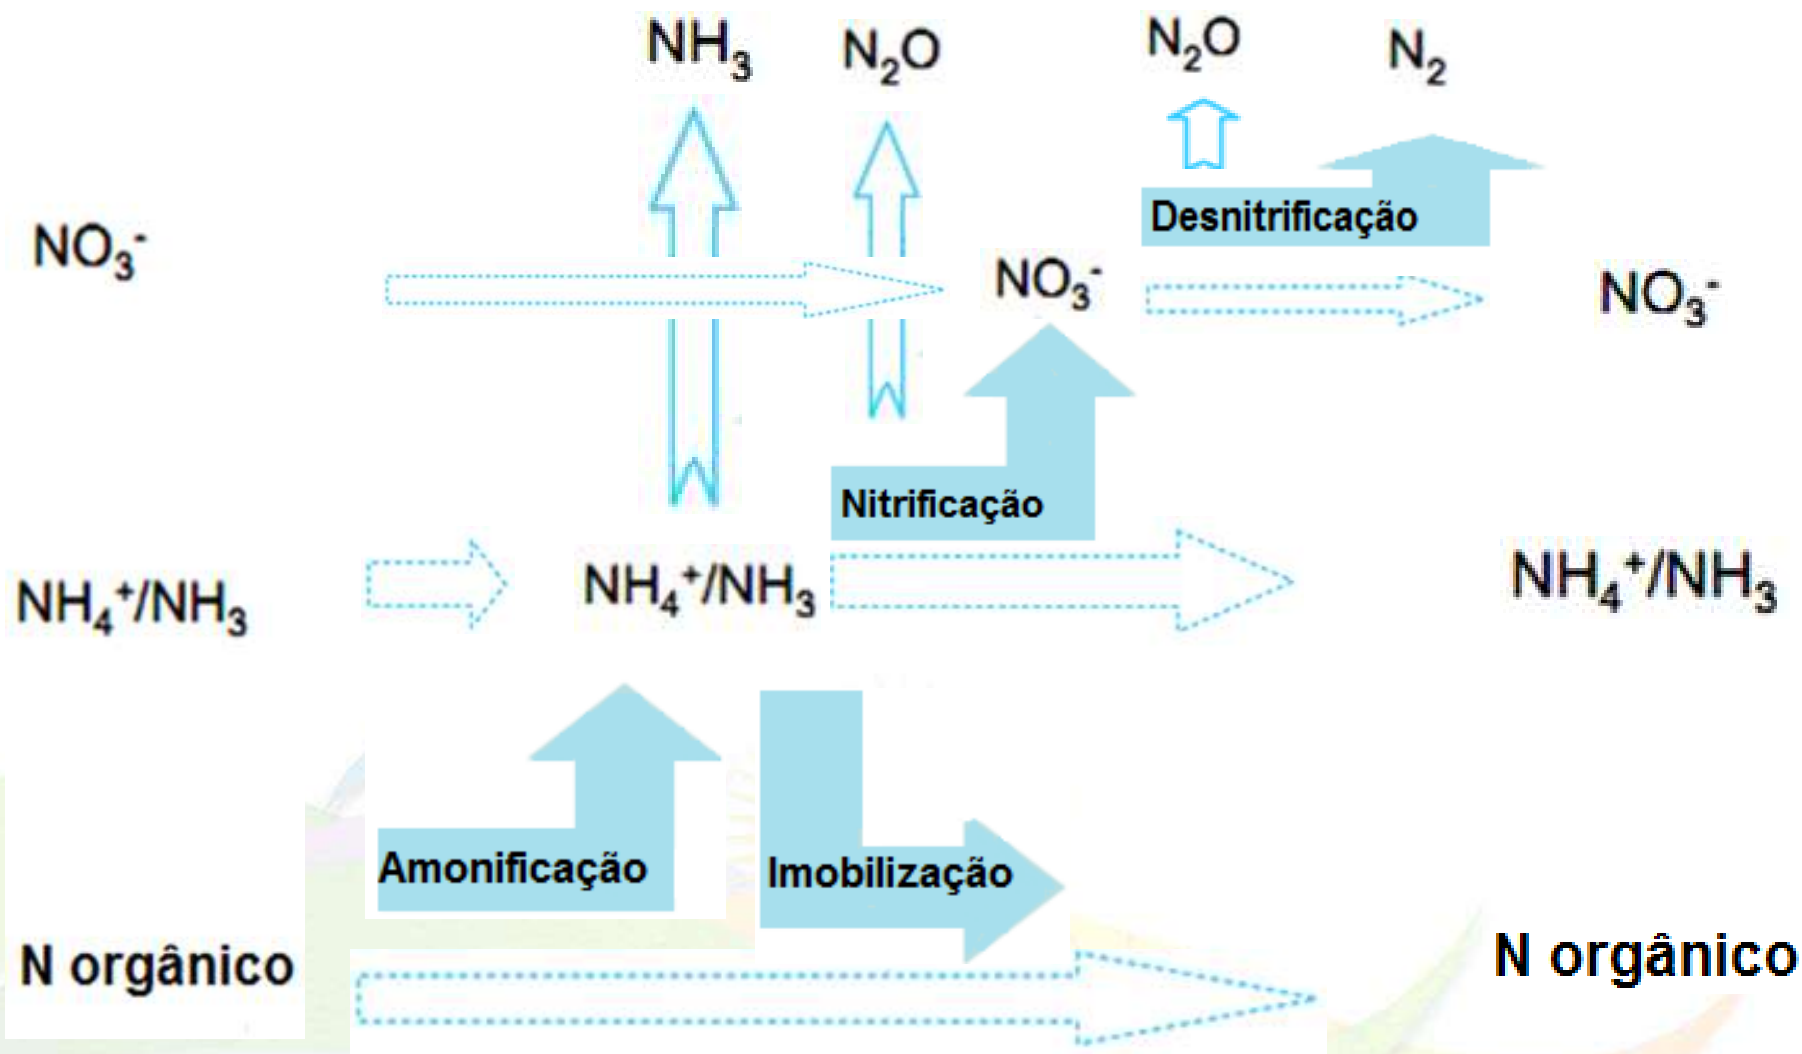 NH₃ N₂O N₂O N₂
Desnitrificação
NO₃⁻ NO₃⁻ NO₃⁻
Nitrificação
NH₄⁺/NH₃ NH₄⁺/NH₃ NH₄⁺/NH₃
Amonificação Imobilização
N orgânico N orgânico